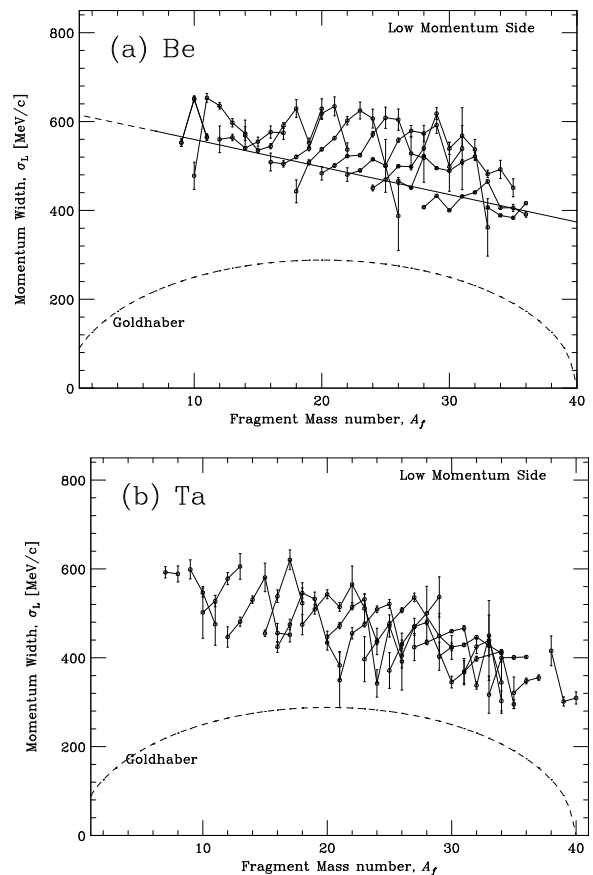 Low Momentum Side
(a) Be
800
600
400
200
0
Momentum Width, σL [MeV/c]
Goldhaber
10 20 30 40
Fragment Mass number, Af
Low Momentum Side
(b) Ta
800
600
400
200
0
Momentum Width, σL [MeV/c]
Goldhaber
10 20 30 40
Fragment Mass number, Af